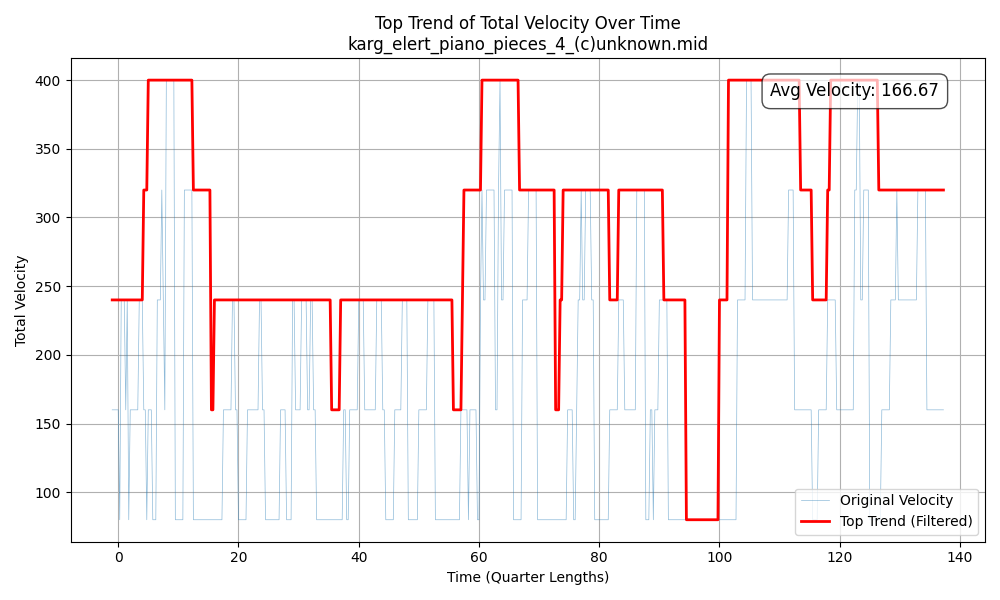 Top Trend of Total Velocity Over Time
karg_elert_piano_pieces_4_(c)unknown.mid
Avg Velocity: 166.67
Total Velocity
400
350
300
250
200
150
100
Original Velocity
Top Trend (Filtered)
0 20 40 60 80 100 120 140
Time (Quarter Lengths)